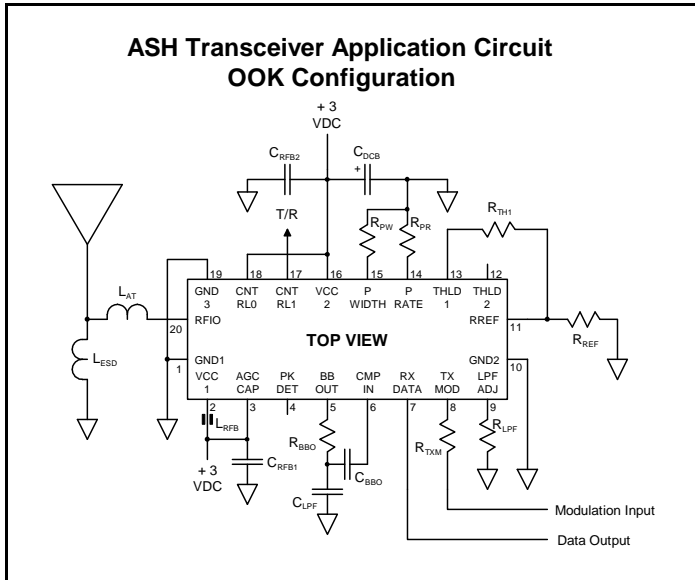 ASH Transceiver Application Circuit
OOK Configuration
+ 3
VDC
CRFB2
CDCB
+
T/R
RPW
RPR
RTH1
19
18
17
16
15
14
13
12
GND
3
CNT
RL0
CNT
RL1
VCC
2
P
WIDTH
P
RATE
THLD
1
THLD
2
LAT
20
RFIO
RREF
11
RREF
TOP VIEW
LESD
1
GND1
GND2
10
VCC
1
AGC
CAP
PK
DET
BB
OUT
CMP
IN
RX
DATA
TX
MOD
LPF
ADJ
2
3
4
5
6
7
8
9
LRFB
RBBO
RTXM
RLPF
+ 3
VDC
CRFB1
CBBO
CLPF
Modulation Input
Data Output